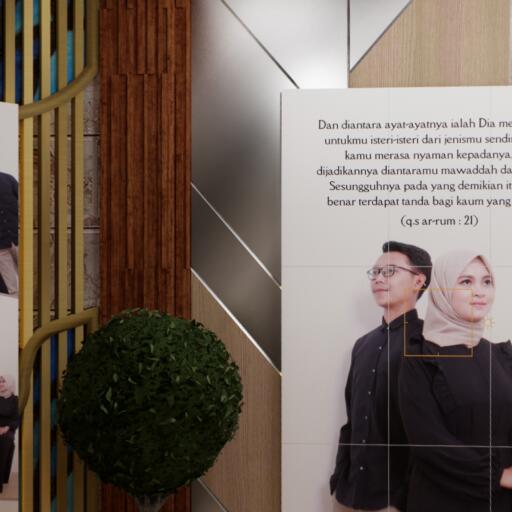 Dan diantara ayat-ayatnya ialah Dia me
untukmu isteri-isteri dari jenismu sendir
kamu merasa nyaman kepadanya.
dijadikannya diantaramu mawaddah da
Sesungguhnya pada yang demikian it
benar terdapat tanda bagi kaum yang
(q.s ar-rum : 21)